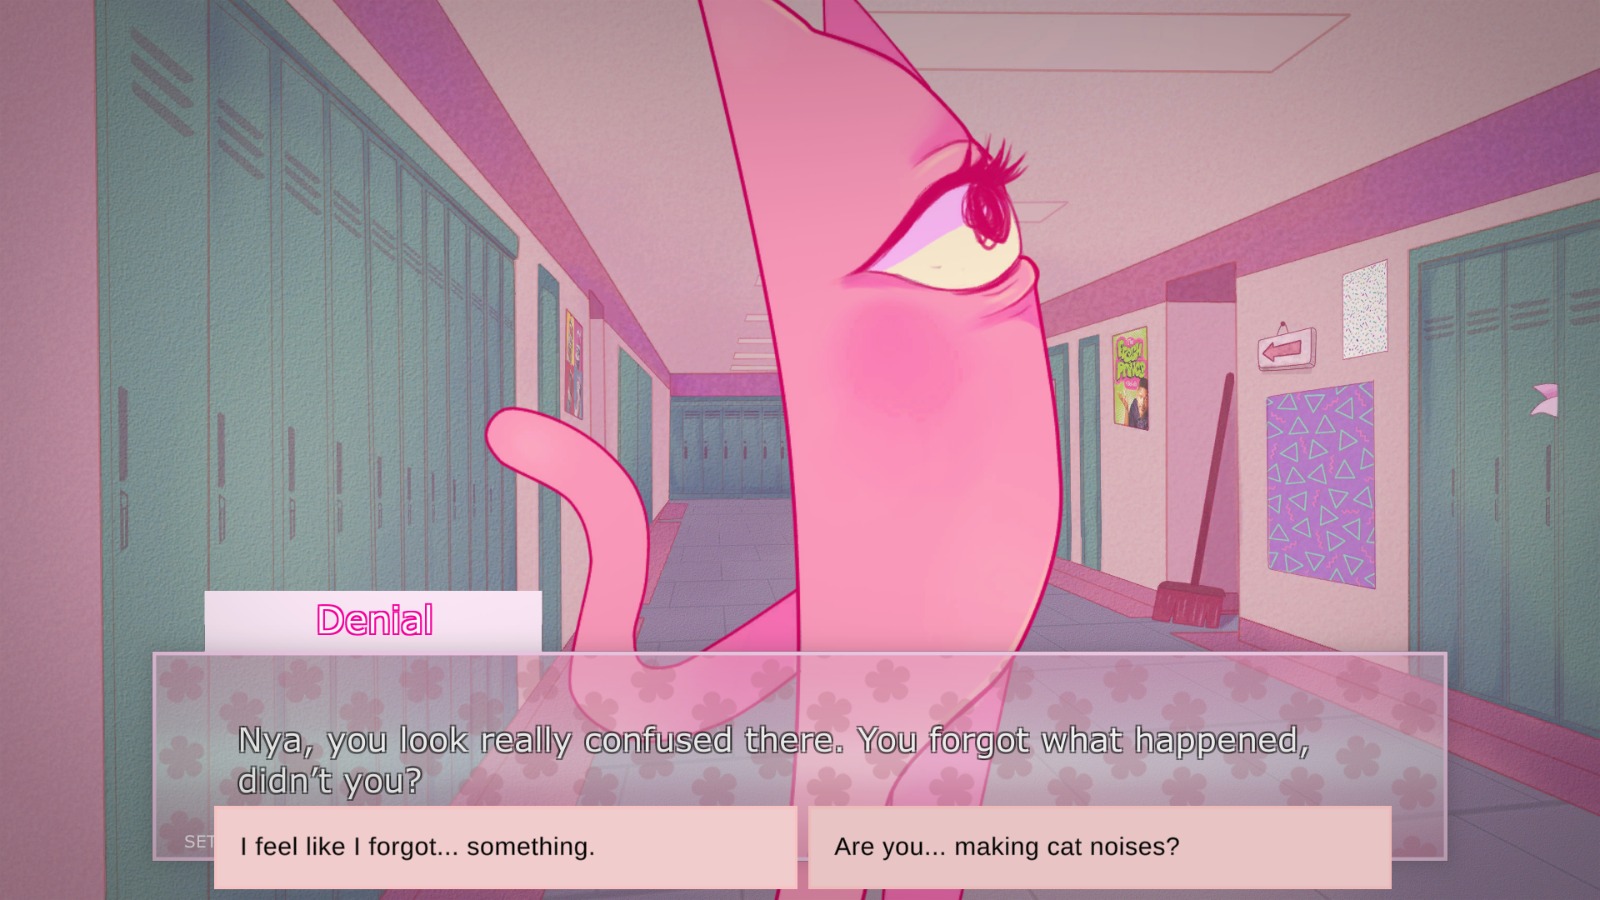 Denial
Nya, you look really confused there. You forgot what happened,
didn’t you?
SET
I feel like I forgot... something.
Are you... making cat noises?